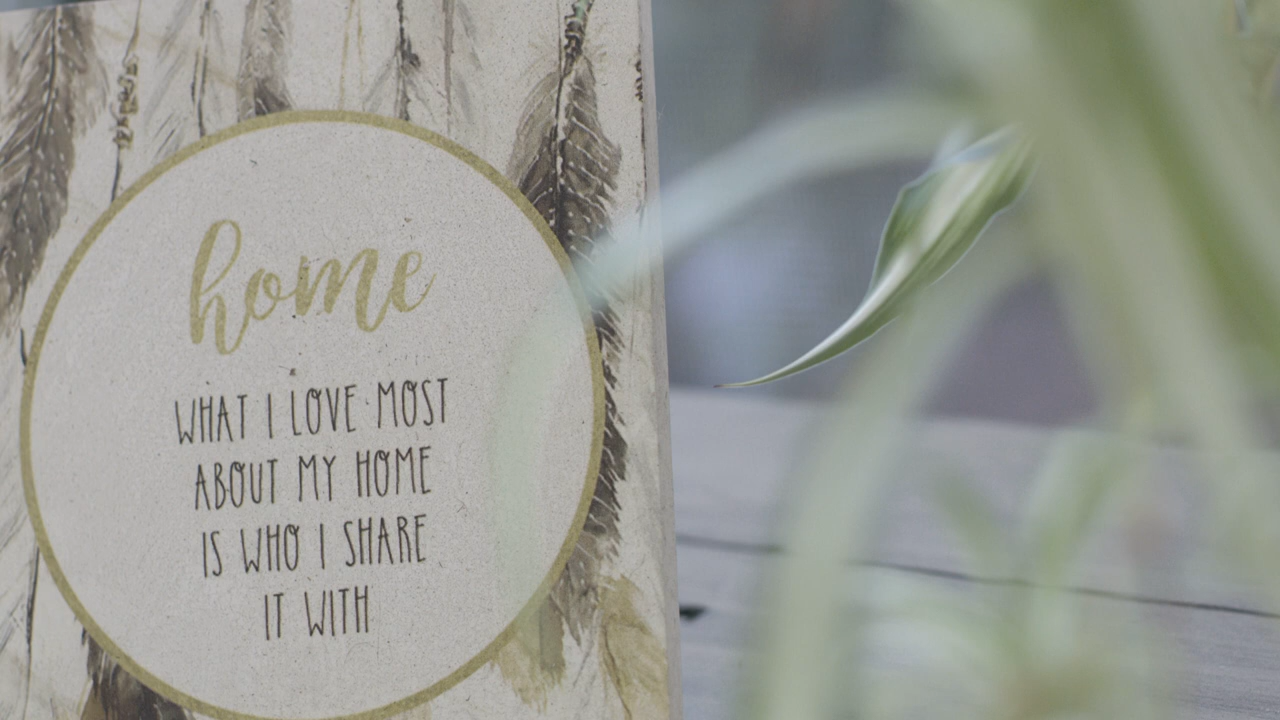 home
WHAT I LOVE MOST
ABOUT MY HOME
IS WHO I SHARE
IT WITH